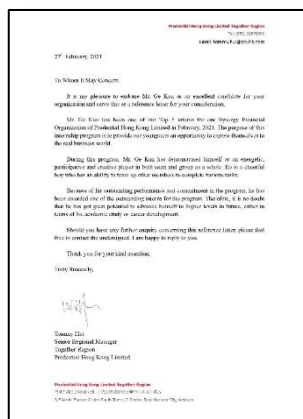 Prudential Hong Kong Limited Together Region
27th February, 2021
To Whom It May Concern,
It is my pleasure to endorse Mr. Ge Kou as an excellent candidate for your
organization and serve this as a reference letter for your consideration.
Mr. Ge Kou has been one of our Top 5 interns for our Synergy Financial
Organization of Prudential Hong Kong Limited in February, 2021. The purpose of this
internship program is to provide our youngsters an opportunity to expose themselves to
the real business world.
During this program, Mr. Ge Kou has demonstrated himself as an energetic,
participative and creative player in both team and group as a whole. He is a cheerful
boy who has an ability to team up other members to complete various tasks.
Because of his outstanding performance and commitment in the program, he has
been awarded one of the outstanding interns for the program. Therefore, it is no doubt
that he has got great potential to advance himself to higher levels in future, either in
terms of his academic study or career development.
Should you have any further enquiry concerning this reference letter, please feel
free to contact the undersigned. I am happy to reply to you.
Thank you for your kind attention.
Truly Sincerely,
Tommy Hui
Senior Regional Manager
Together Region
Prudential Hong Kong Limited
Prudential Hong Kong Limited Together Region